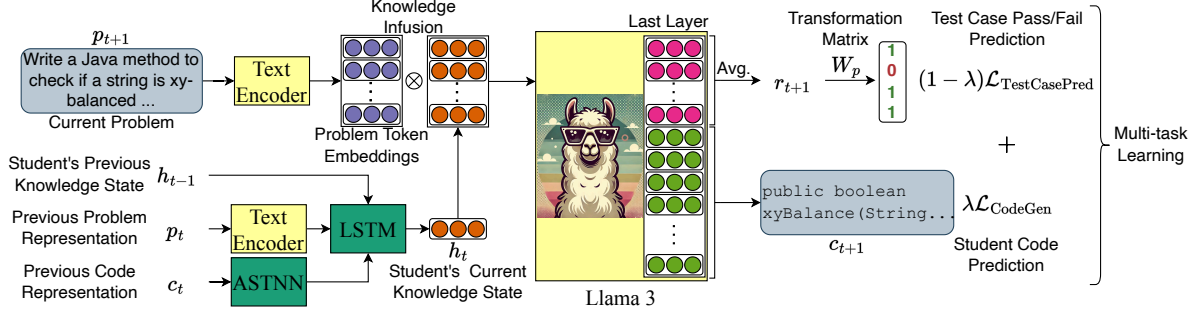 p_{t+1}
Write a Java method to
check if a string is xy-
balanced ...
Current Problem
Text
Encoder
Knowledge
Infusion
⊗
Problem Token
Embeddings
Student's Previous
Knowledge State
h_{t-1}
Previous Problem
Representation
p_t
Text
Encoder
Previous Code
Representation
c_t
ASTNN
LSTM
h_t
Student's Current
Knowledge State
Last Layer
Llama 3
Avg.
r_{t+1}
Transformation
Matrix
W_p
1
0
1
1
Test Case Pass/Fail
Prediction
(1 − λ)ℒ_{TestCasePred}
+
public boolean
xyBalance(String...
c_{t+1}
λℒ_{CodeGen}
Student Code
Prediction
Multi-task
Learning